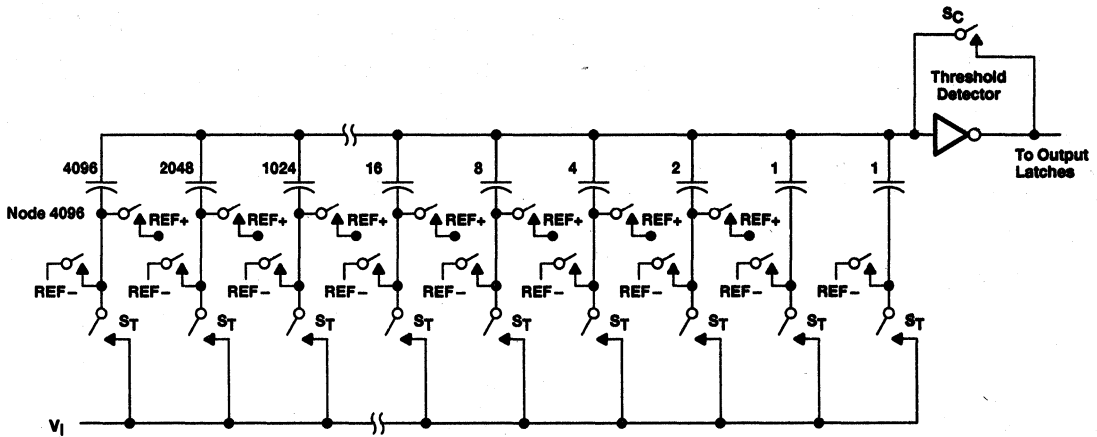 SC
Threshold
Detector
To Output
Latches
4096 2048 1024 16 8 4 2 1 1
Node 4096 REF+ REF+ REF+ REF+ REF+ REF+ REF+
REF− REF− REF− REF− REF− REF− REF− REF− REF−
ST ST ST ST ST ST ST ST ST
VI